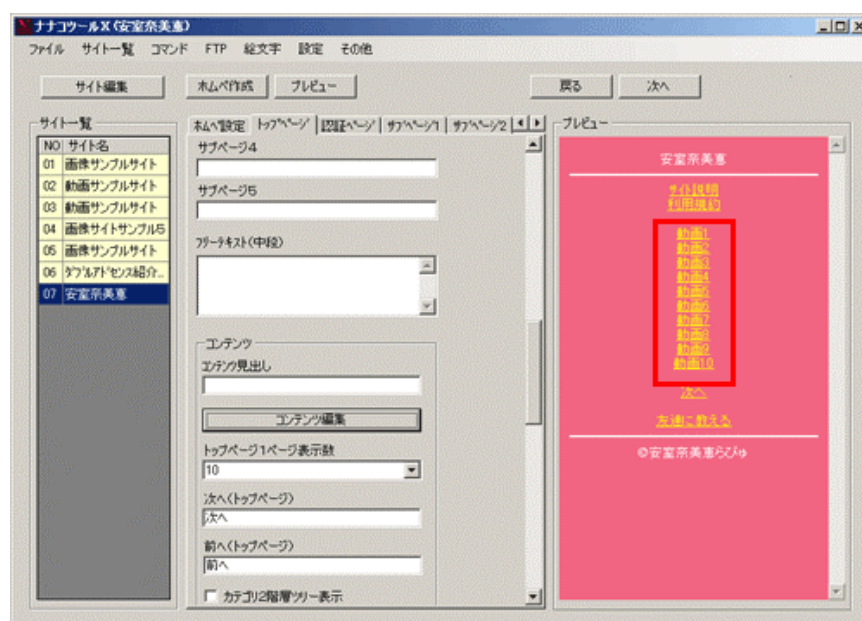 ナナコツールX(安室奈美恵)
ファイル サイト一覧 コマンド FTP 絵文字 設定 その他
サイト編集 ホムペ作成 プレビュー 戻る 次へ
サイト一覧
NO サイト名
01 画像サンプルサイト
02 動画サンプルサイト
03 動画サンプルサイト
04 画像サイトサンプル5
05 画像サンプルサイト
06 ダブルアドセンス紹介...
07 安室奈美恵
ホムペ設定 トップページ 認証ページ サブページ1 サブページ2
サブページ4
サブページ5
フリーテキスト(中段)
コンテンツ
コンテンツ見出し
コンテンツ編集
トップページ1ページ表示数
10
次へ(トップページ)
次へ
前へ(トップページ)
前へ
カテゴリ2階層ツリー表示
プレビュー
安室奈美恵
サイト説明
利用規約
動画1
動画2
動画3
動画4
動画5
動画6
動画7
動画8
動画9
動画10
次へ
友達に教える
©安室奈美恵らびゅ